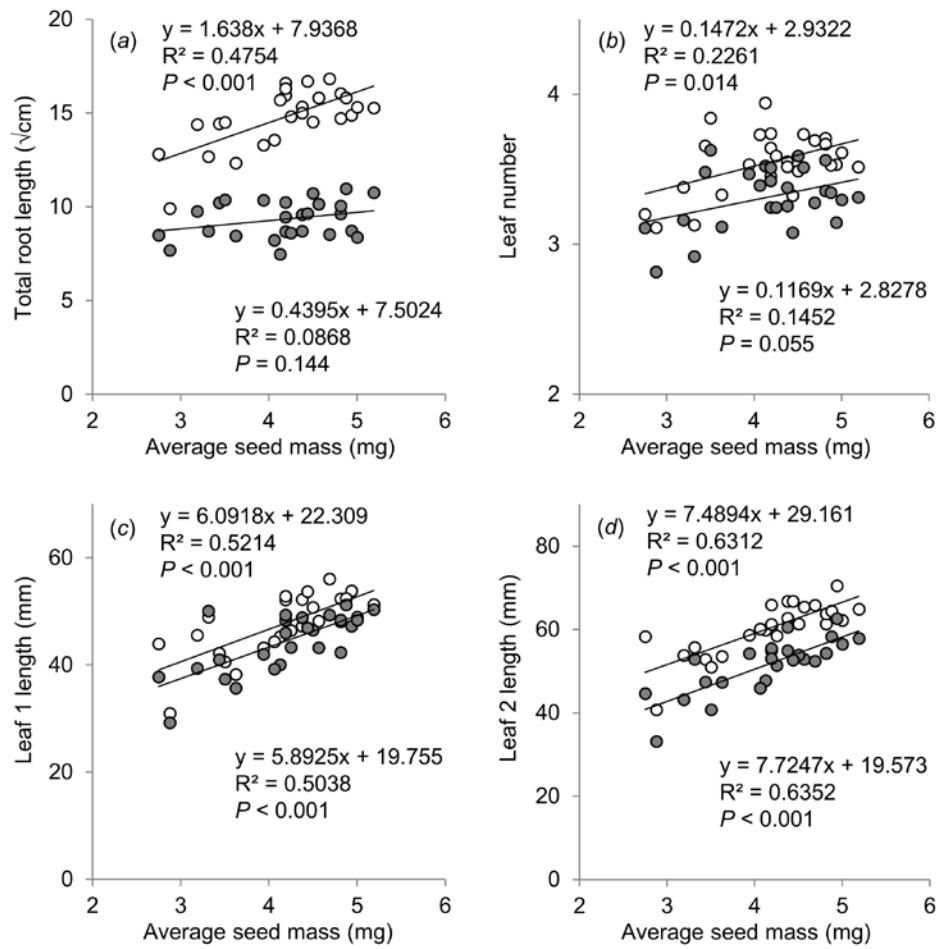 (a)
y = 1.638x + 7.9368
R² = 0.4754
P < 0.001
20
15
10
5
0
Total root length (√cm)
y = 0.4395x + 7.5024
R² = 0.0868
P = 0.144
2 3 4 5 6
Average seed mass (mg)
(b)
y = 0.1472x + 2.9322
R² = 0.2261
P = 0.014
4
3
2
Leaf number
y = 0.1169x + 2.8278
R² = 0.1452
P = 0.055
2 3 4 5 6
Average seed mass (mg)
(c)
y = 6.0918x + 22.309
R² = 0.5214
P < 0.001
60
40
20
0
Leaf 1 length (mm)
y = 5.8925x + 19.755
R² = 0.5038
P < 0.001
2 3 4 5 6
Average seed mass (mg)
(d)
y = 7.4894x + 29.161
R² = 0.6312
P < 0.001
80
60
40
20
0
Leaf 2 length (mm)
y = 7.7247x + 19.573
R² = 0.6352
P < 0.001
2 3 4 5 6
Average seed mass (mg)